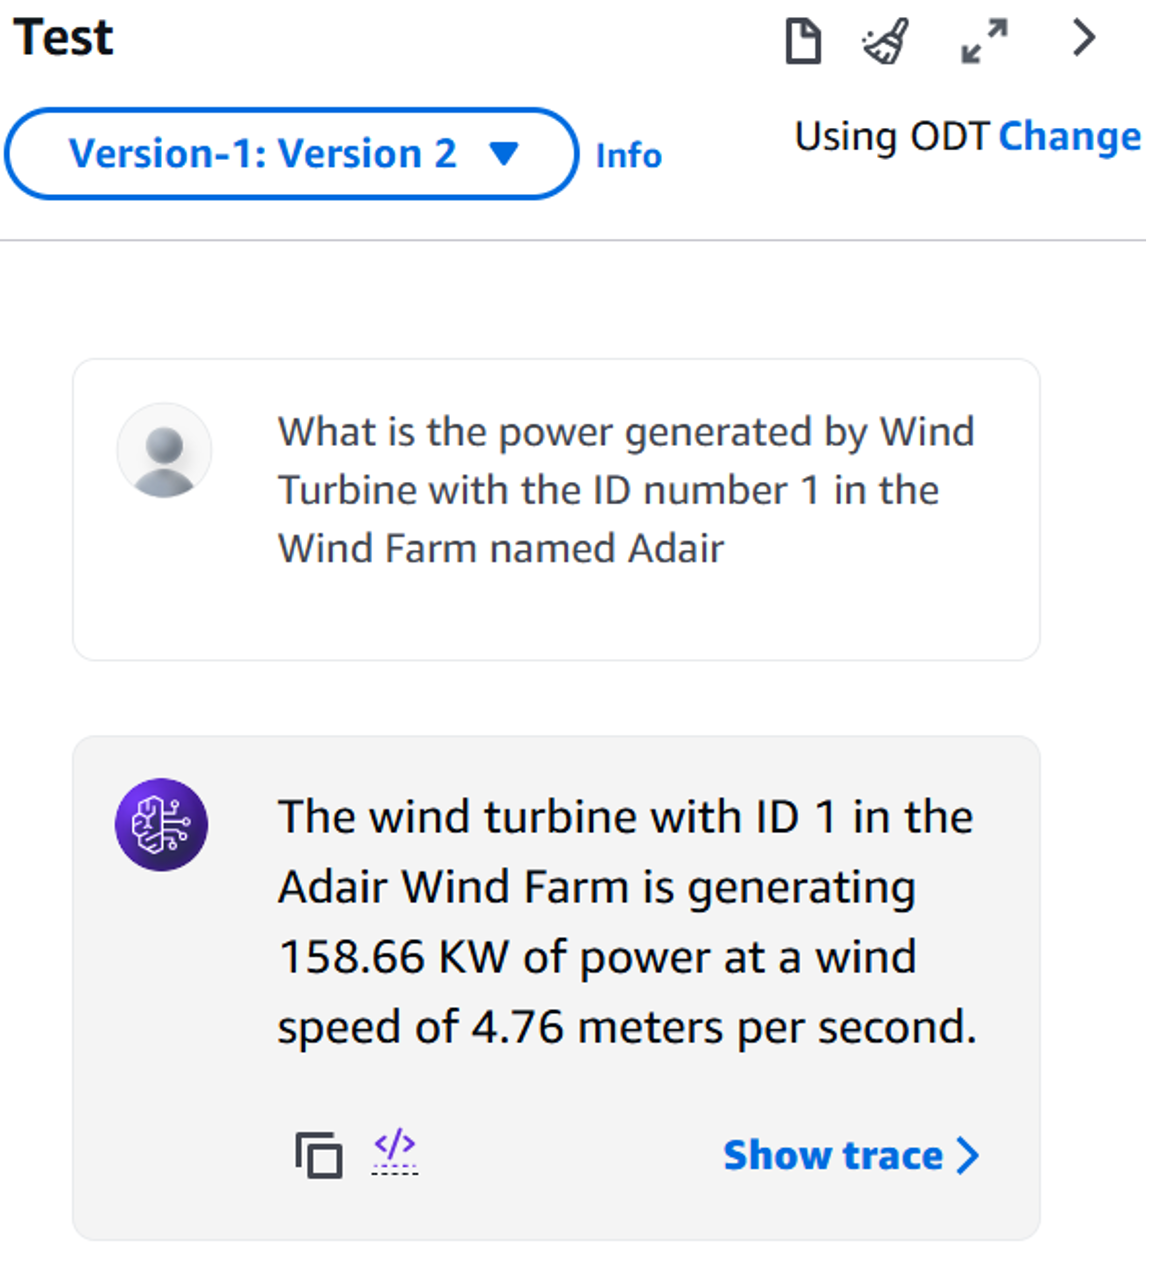 Test
Version-1: Version 2
Info
Using ODT Change
What is the power generated by Wind
Turbine with the ID number 1 in the
Wind Farm named Adair
The wind turbine with ID 1 in the
Adair Wind Farm is generating
158.66 KW of power at a wind
speed of 4.76 meters per second.
</>
Show trace